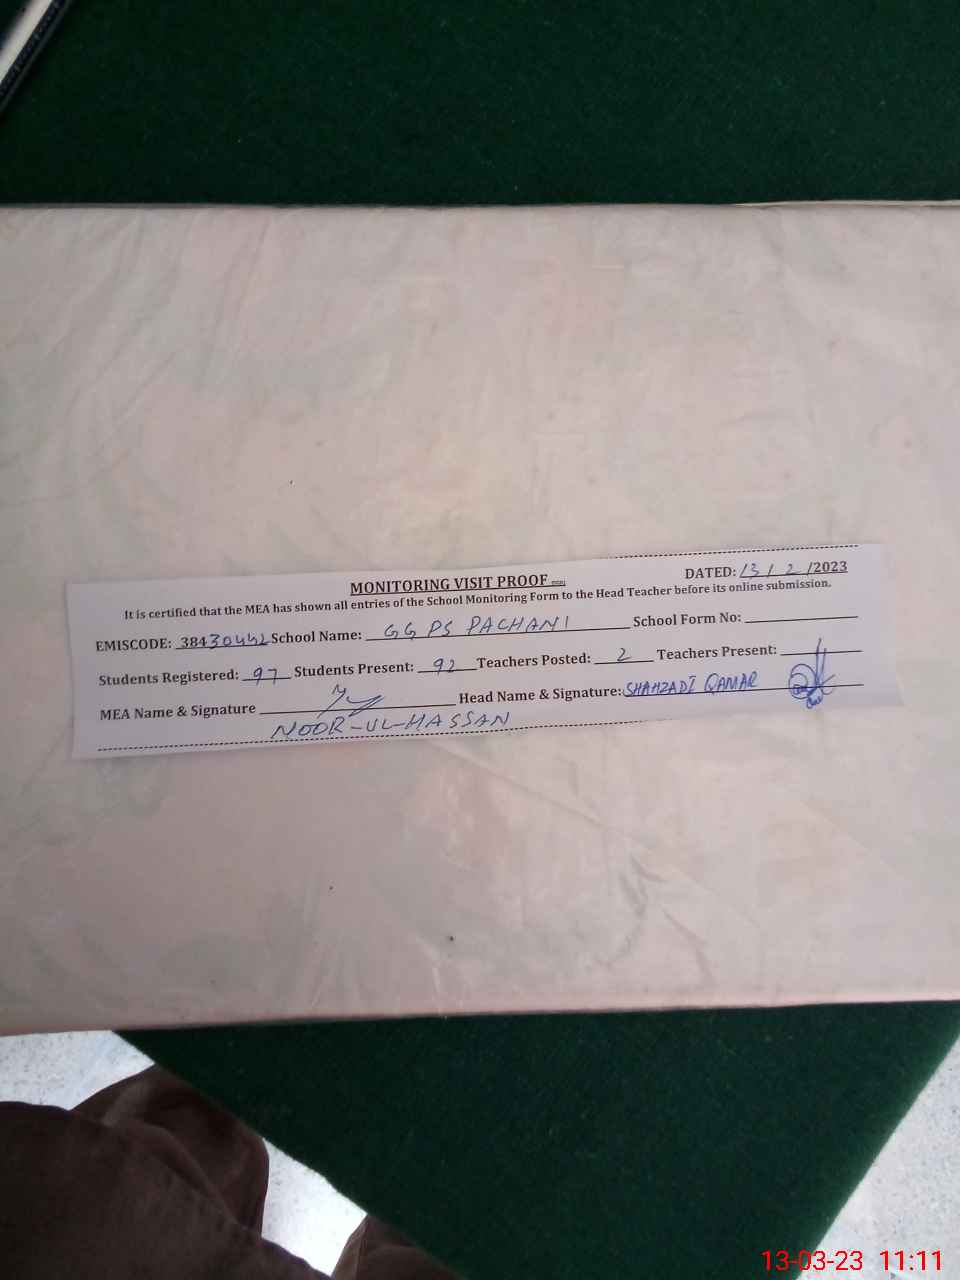 MONITORING VISIT PROOF
DATED: 13 / 2 /2023
It is certified that the MEA has shown all entries of the School Monitoring Form to the Head Teacher before its online submission.
EMISCODE: 38430442 School Name: GGPS PACHANI School Form No:
Students Registered: 97 Students Present: 92 Teachers Posted: 2 Teachers Present:
MEA Name & Signature Head Name & Signature: SHAHZADI QAMAR
NOOR-UL-HASSAN
13-03-23 11:11